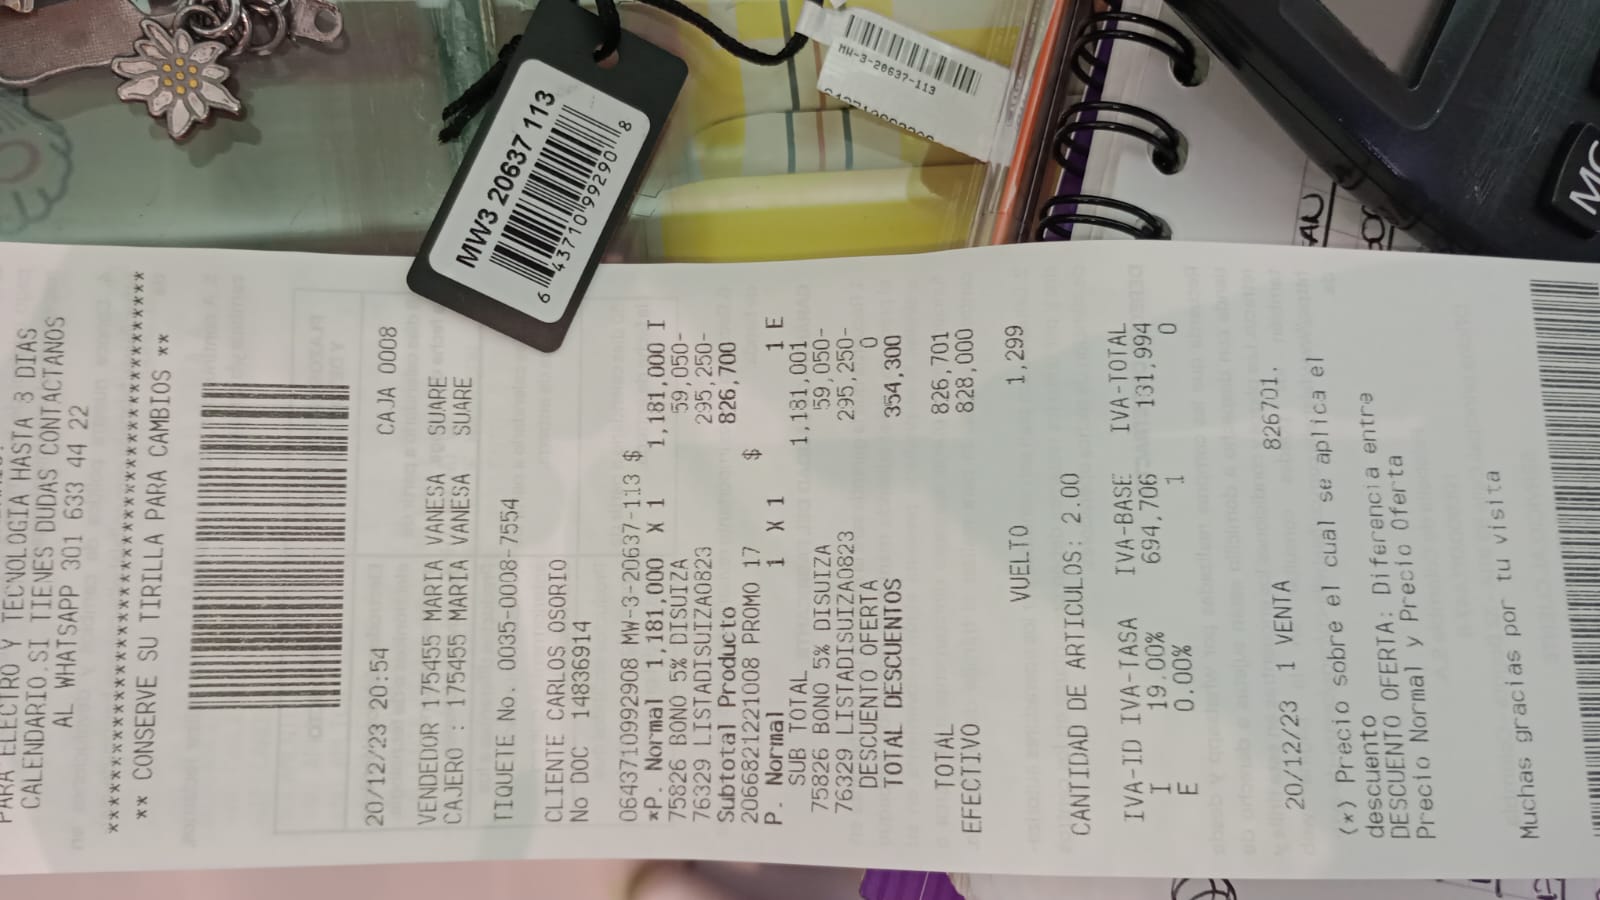 MW3 20637 113
6 43710 99290 8
MW-3-20637-113
MC
PARA ELECTRO Y TECNOLOGIA HASTA 3 DIAS
CALENDARIO.SI TIENES DUDAS CONTACTANOS
AL WHATSAPP 301 633 44 22
** CONSERVE SU TIRILLA PARA CAMBIOS **
20/12/23 20:54 CAJA 0008
VENDEDOR 175455 MARIA VANESA SUARE
CAJERO : 175455 MARIA VANESA SUARE
TIQUETE No. 0035-0008-7554
CLIENTE CARLOS OSORIO
No DOC 14836914
0643710992908 MW-3-20637-113 $
*P. Normal 1,181,000 X 1 1,181,000 I
75826 BONO 5% DISUIZA 59,050-
76329 LISTADISUIZA0823 295,250-
Subtotal Producto 826,700
2066821221008 PROMO 17 $
P. Normal 1 X 1 1 E
SUB TOTAL 1,181,001
75826 BONO 5% DISUIZA 59,050-
76329 LISTADISUIZA0823 295,250-
DESCUENTO OFERTA 0
TOTAL DESCUENTOS 354,300
TOTAL 826,701
EFECTIVO 828,000
VUELTO 1,299
CANTIDAD DE ARTICULOS: 2.00
IVA-ID IVA-TASA IVA-BASE IVA-TOTAL
I 19.00% 694,706 131,994
E 0.00% 1 0
20/12/23 1 VENTA 826701.
(*) Precio sobre el cual se aplica el
descuento
DESCUENTO OFERTA: Diferencia entre
Precio Normal y Precio Oferta
Muchas gracias por tu visita